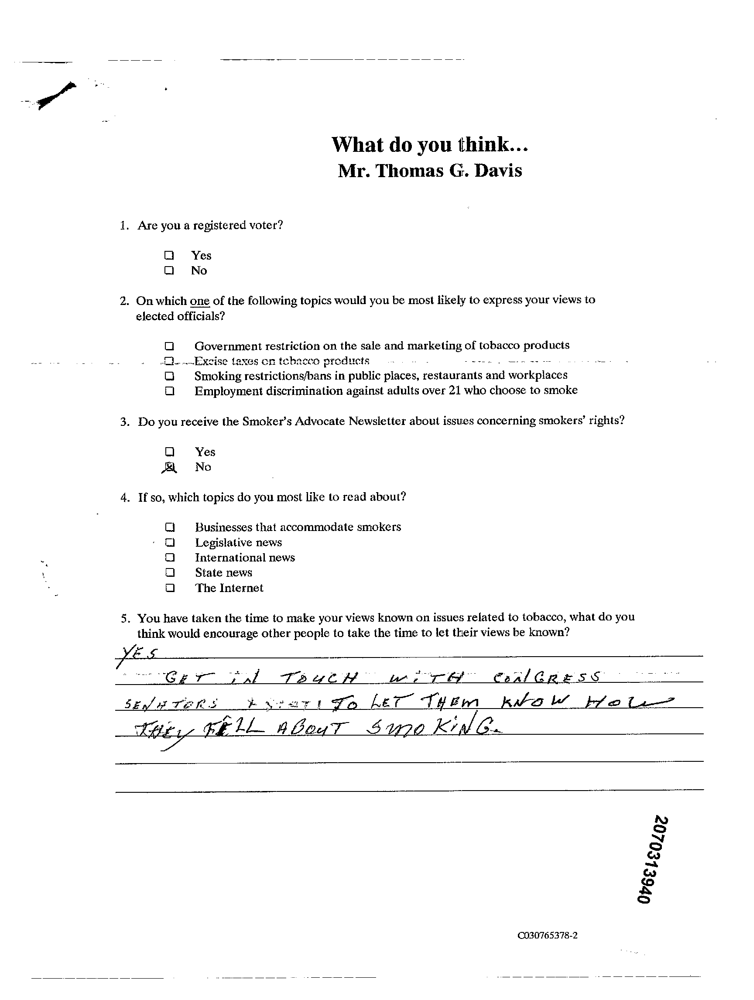 What do you think...
Mr. Thomas G. Davis
1. Are you a registered voter?
❑ Yes
❑ No
2. On which one of the following topics would you be most likely to express your views to
elected officials?
❑ Government restriction on the sale and marketing of tobacco products
❑ Excise taxes on tobacco products
❑ Smoking restrictions/bans in public places, restaurants and workplaces
❑ Employment discrimination against adults over 21 who choose to smoke
3. Do you receive the Smoker's Advocate Newsletter about issues concerning smokers' rights?
❑ Yes
☒ No
4. If so, which topics do you most like to read about?
❑ Businesses that accommodate smokers
❑ Legislative news
❑ International news
❑ State news
❑ The Internet
5. You have taken the time to make your views known on issues related to tobacco, what do you
think would encourage other people to take the time to let their views be known?
YES
GET IN TOUCH WITH CONGRESS
SENATORS TO LET THEM KNOW HOW
THEY FELL ABOUT SMOKING.
2070313940
C030765378-2